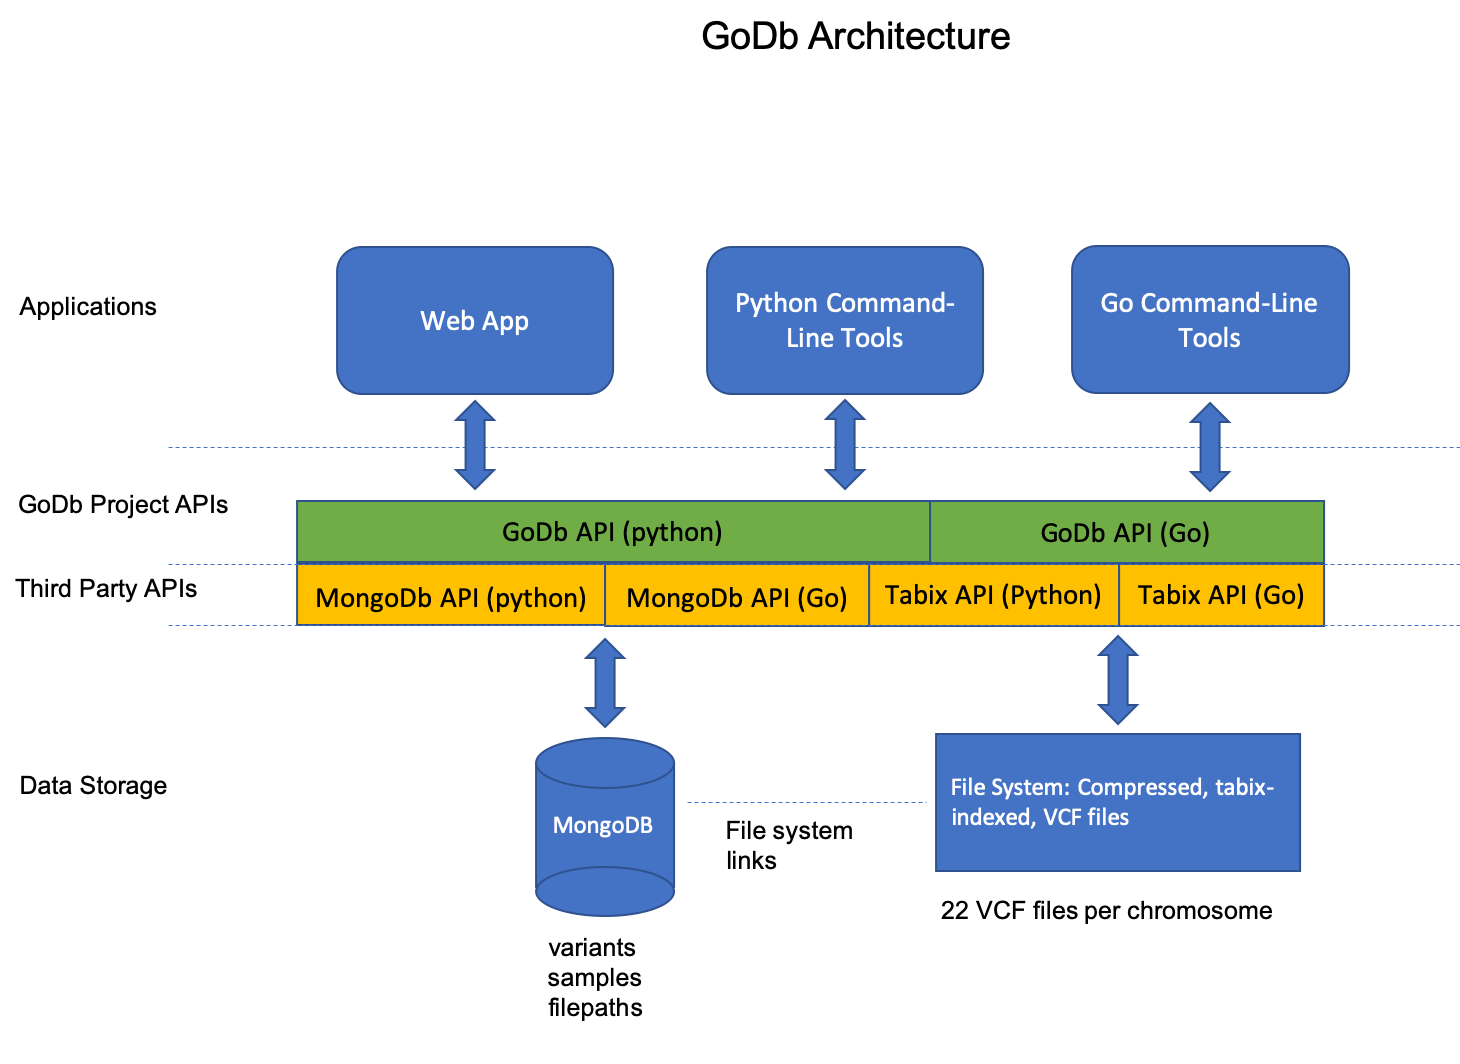 GoDb Architecture
Applications
Web App
Python Command-
Line Tools
Go Command-Line
Tools
GoDb Project APIs
GoDb API (python)
GoDb API (Go)
Third Party APIs
MongoDb API (python)
MongoDb API (Go)
Tabix API (Python)
Tabix API (Go)
Data Storage
MongoDB
File system
links
File System: Compressed, tabix-
indexed, VCF files
22 VCF files per chromosome
variants
samples
filepaths